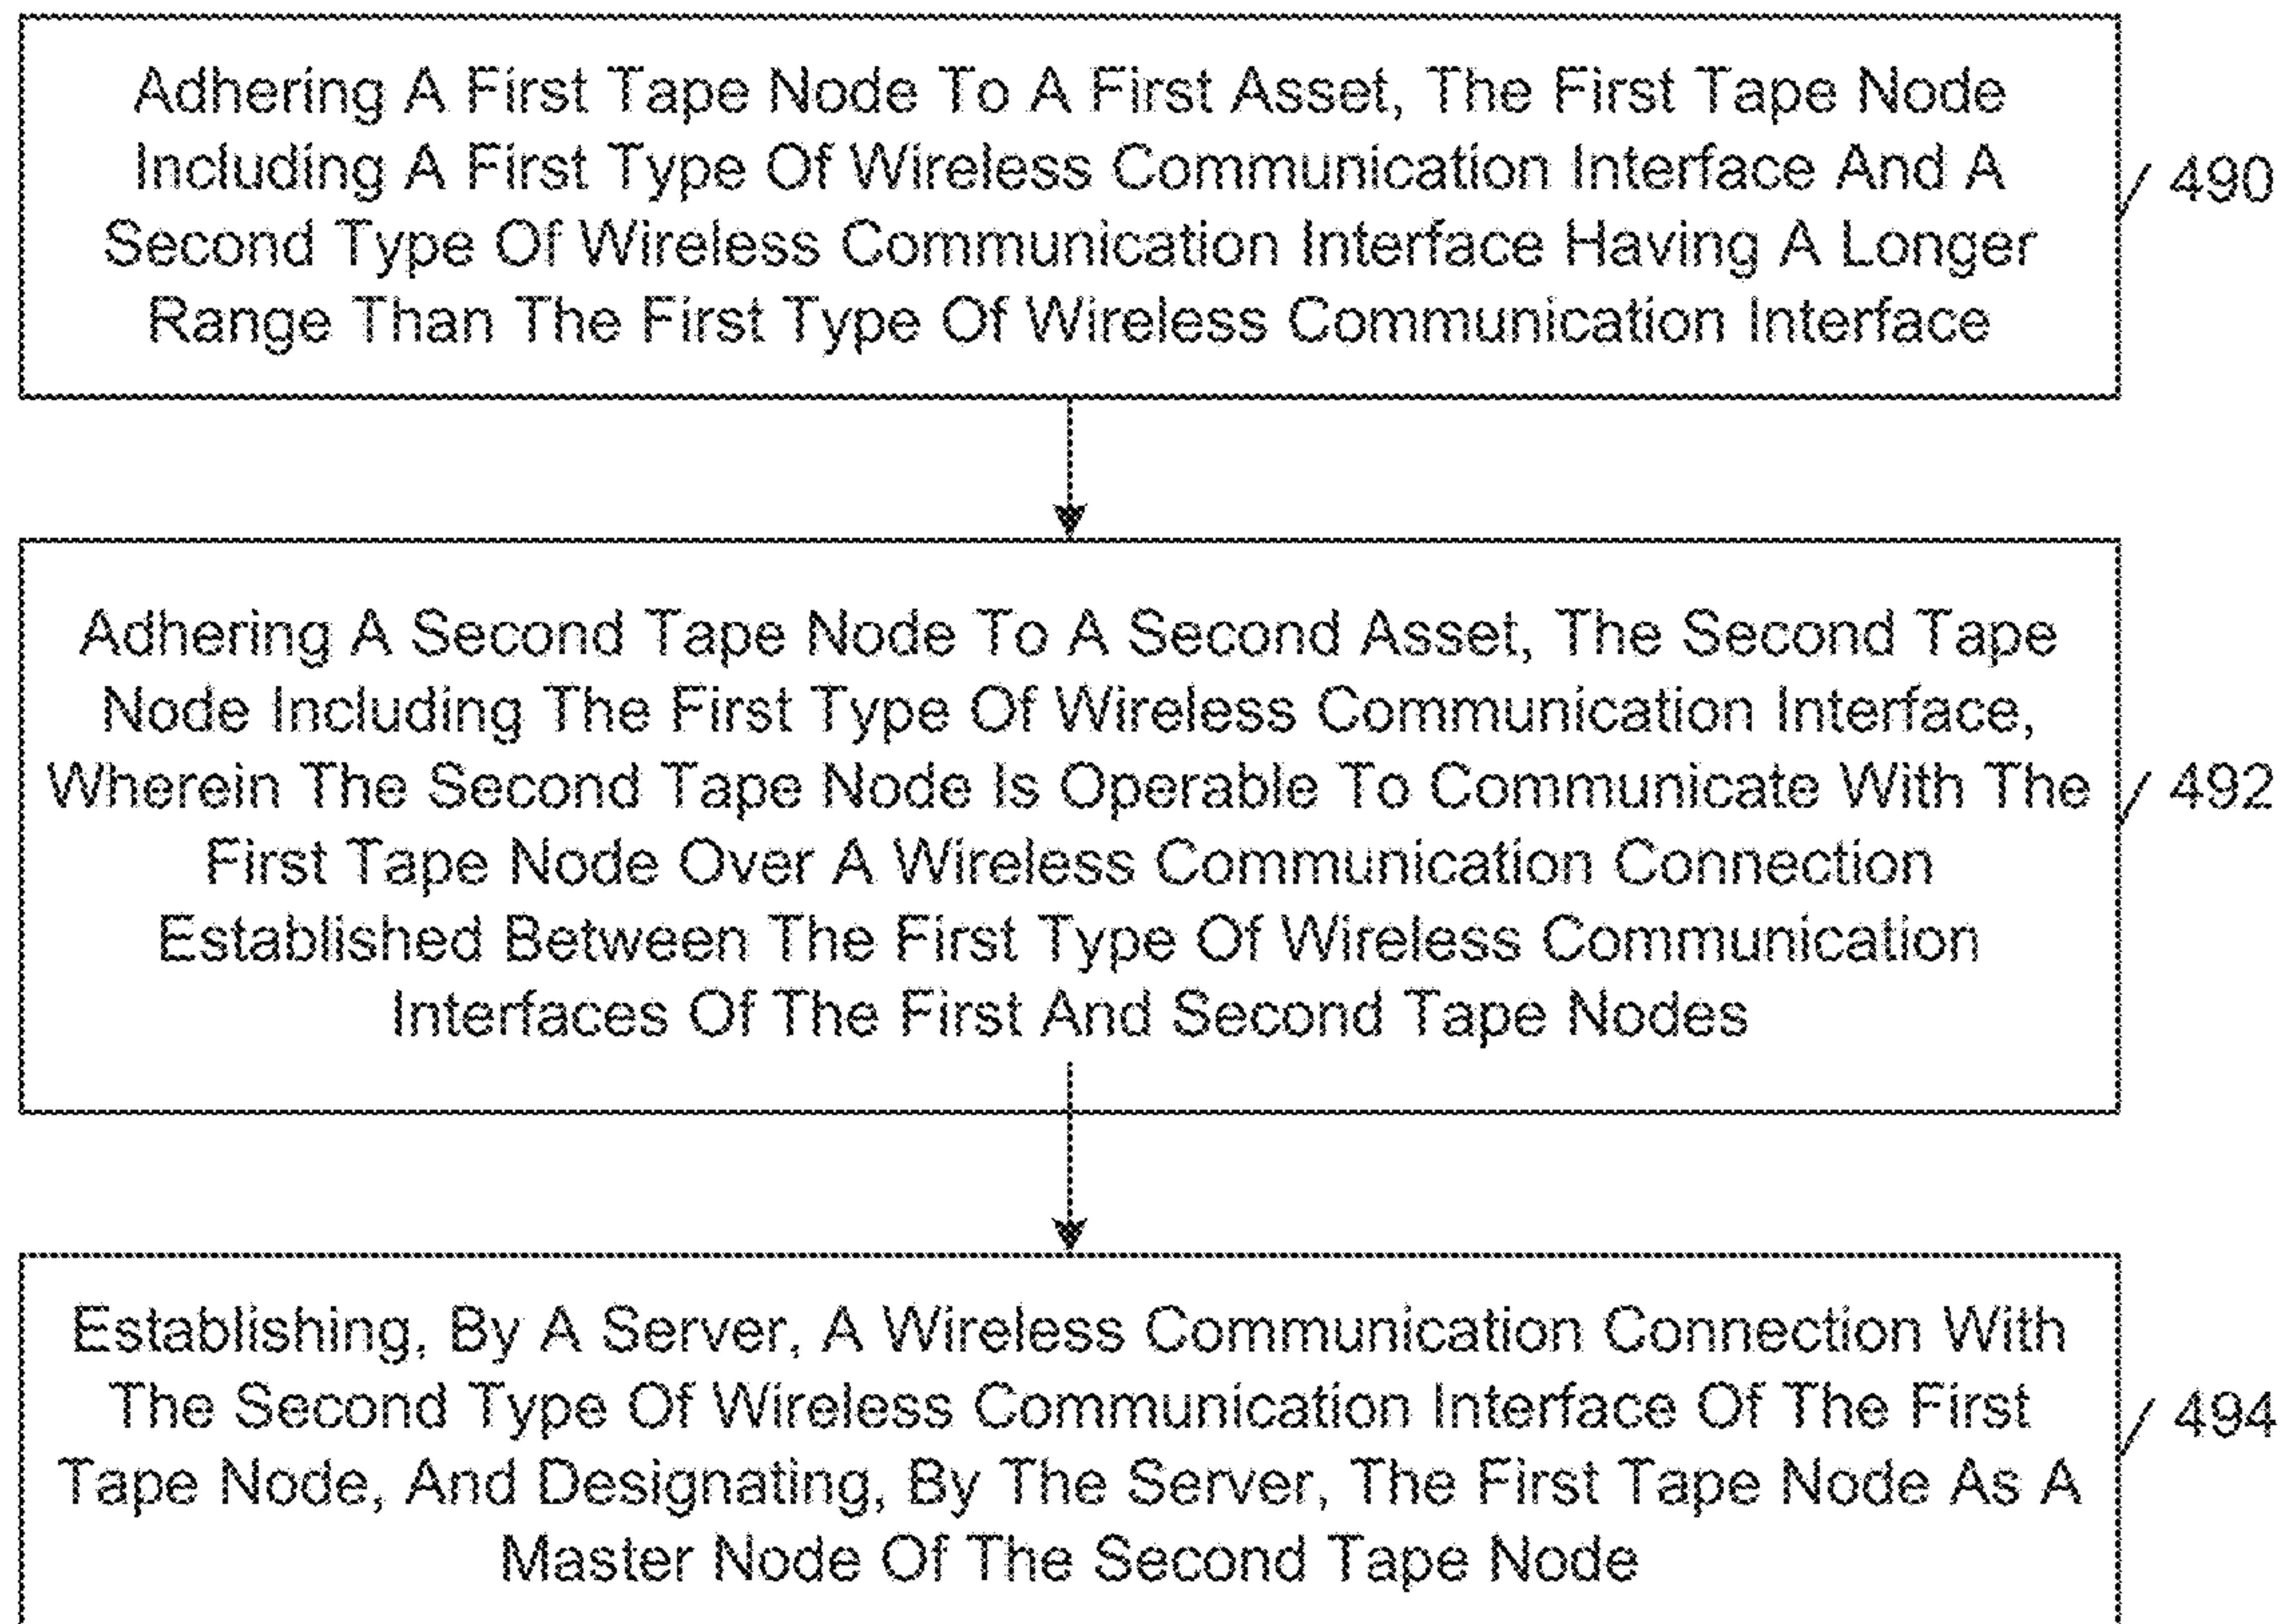 Adhering A First Tape Node To A First Asset, The First Tape Node
Including A First Type Of Wireless Communication Interface And A
Second Type Of Wireless Communication Interface Having A Longer
Range Than The First Type Of Wireless Communication Interface
490
Adhering A Second Tape Node To A Second Asset, The Second Tape
Node Including The First Type Of Wireless Communication Interface,
Wherein The Second Tape Node Is Operable To Communicate With The
First Tape Node Over A Wireless Communication Connection
Established Between The First Type Of Wireless Communication
Interfaces Of The First And Second Tape Nodes
492
Establishing, By A Server, A Wireless Communication Connection With
The Second Type Of Wireless Communication Interface Of The First
Tape Node, And Designating, By The Server, The First Tape Node As A
Master Node Of The Second Tape Node
494